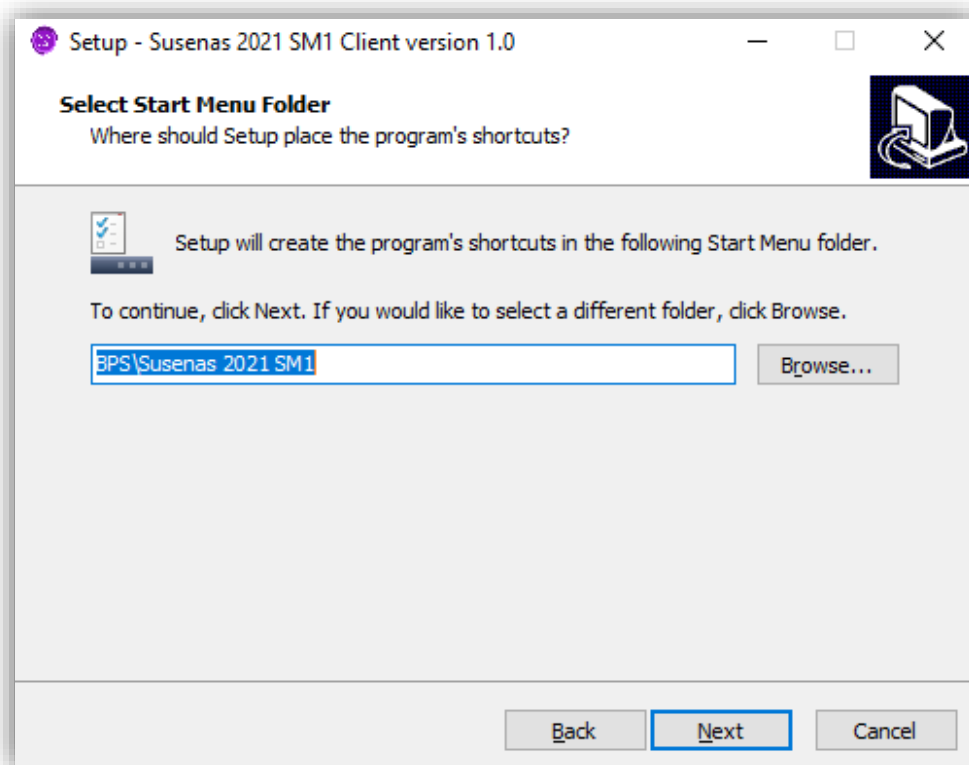 Setup - Susenas 2021 SM1 Client version 1.0
Select Start Menu Folder
Where should Setup place the program's shortcuts?
Setup will create the program's shortcuts in the following Start Menu folder.
To continue, click Next. If you would like to select a different folder, click Browse.
BPS\Susenas 2021 SM1
Browse...
Back
Next
Cancel